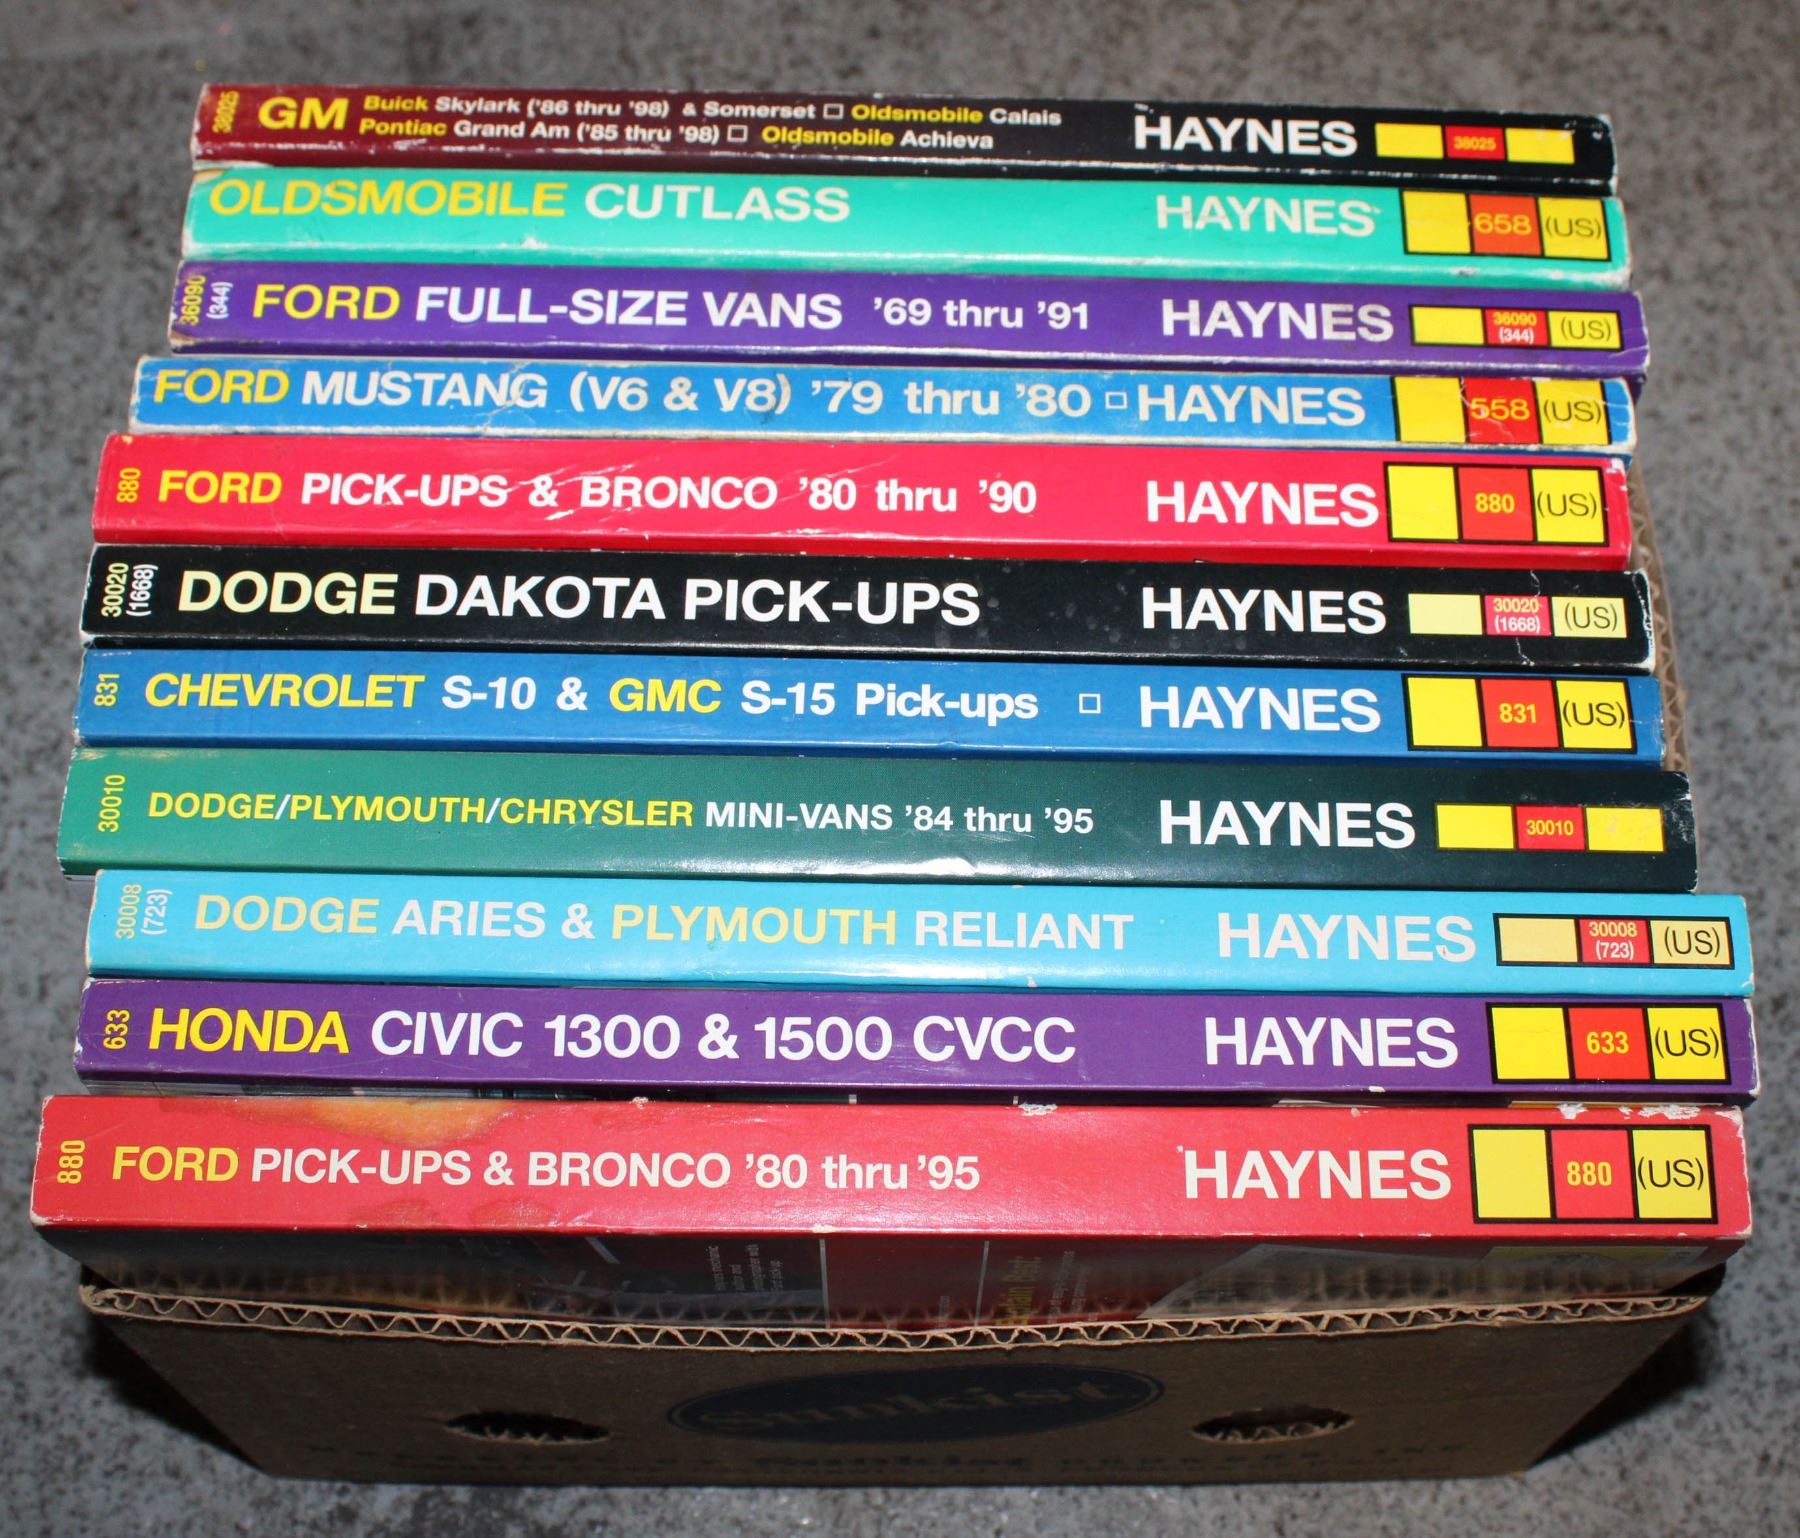 38025
GM Buick Skylark ('86 thru '98) & Somerset □ Oldsmobile Calais
Pontiac Grand Am ('85 thru '98) □ Oldsmobile Achieva
HAYNES 38025
OLDSMOBILE CUTLASS HAYNES 658 (US)
36090
(344)
FORD FULL-SIZE VANS '69 thru '91 HAYNES 36090 (344) (US)
FORD MUSTANG (V6 & V8) '79 thru '80 □ HAYNES 558 (US)
880 FORD PICK-UPS & BRONCO '80 thru '90 HAYNES 880 (US)
30020
(1668)
DODGE DAKOTA PICK-UPS HAYNES 30020 (1668) (US)
831 CHEVROLET S-10 & GMC S-15 Pick-ups □ HAYNES 831 (US)
30010 DODGE/PLYMOUTH/CHRYSLER MINI-VANS '84 thru '95 HAYNES 30010
30008
(723)
DODGE ARIES & PLYMOUTH RELIANT HAYNES 30008 (723) (US)
633 HONDA CIVIC 1300 & 1500 CVCC HAYNES 633 (US)
880 FORD PICK-UPS & BRONCO '80 thru '95 HAYNES 880 (US)
Sunkist
Sunkist